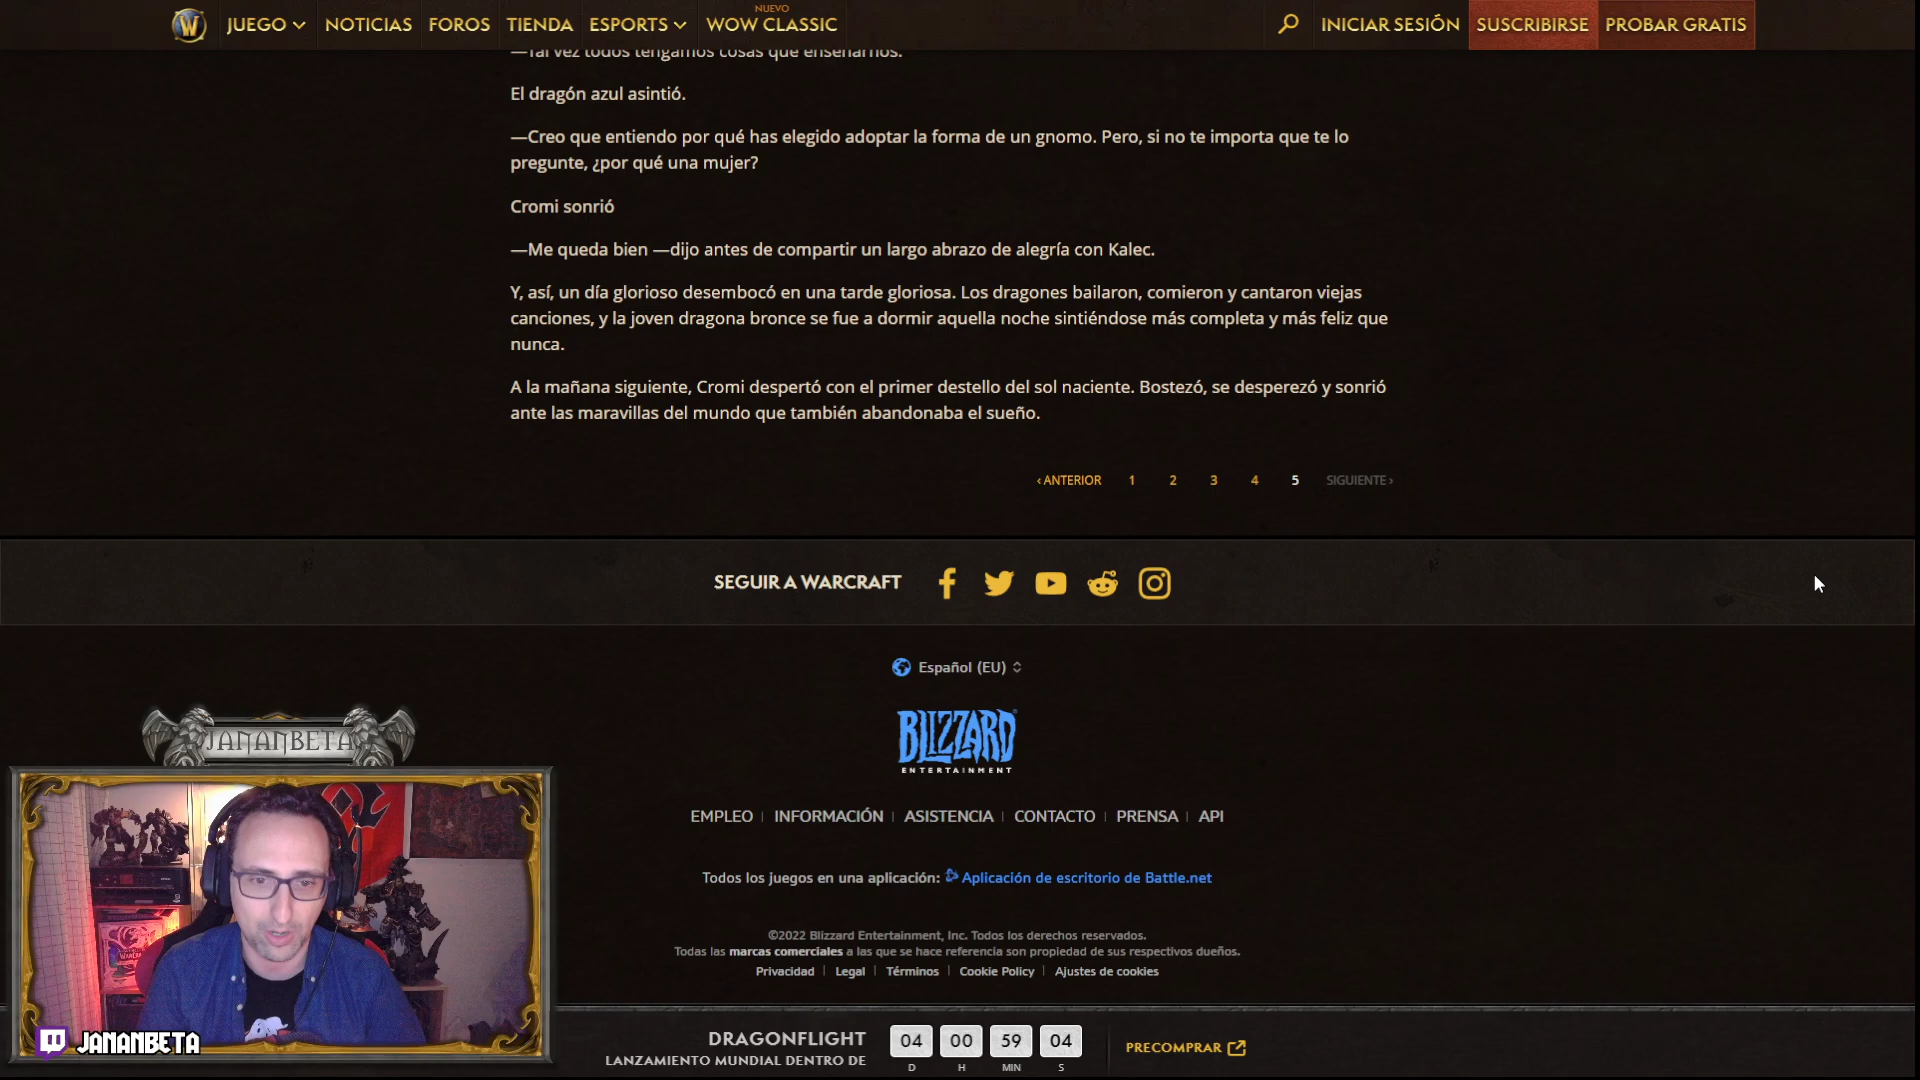 JUEGO
NOTICIAS
FOROS
TIENDA
ESPORTS
NUEVO
WOW CLASSIC
INICIAR SESIÓN
SUSCRIBIRSE
PROBAR GRATIS
—Tal vez todos tengamos cosas que enseñarnos.
El dragón azul asintió.
—Creo que entiendo por qué has elegido adoptar la forma de un gnomo. Pero, si no te importa que te lo
pregunte, ¿por qué una mujer?
Cromi sonrió
—Me queda bien —dijo antes de compartir un largo abrazo de alegría con Kalec.
Y, así, un día glorioso desembocó en una tarde gloriosa. Los dragones bailaron, comieron y cantaron viejas
canciones, y la joven dragona bronce se fue a dormir aquella noche sintiéndose más completa y más feliz que
nunca.
A la mañana siguiente, Cromi despertó con el primer destello del sol naciente. Bostezó, se desperezó y sonrió
ante las maravillas del mundo que también abandonaba el sueño.
‹ ANTERIOR 1 2 3 4 5 SIGUIENTE ›
SEGUIR A WARCRAFT
Español (EU)
BLIZZARD
ENTERTAINMENT
EMPLEO | INFORMACIÓN | ASISTENCIA | CONTACTO | PRENSA | API
Todos los juegos en una aplicación: Aplicación de escritorio de Battle.net
©2022 Blizzard Entertainment, Inc. Todos los derechos reservados.
Todas las marcas comerciales a las que se hace referencia son propiedad de sus respectivos dueños.
Privacidad | Legal | Términos | Cookie Policy | Ajustes de cookies
JANANBETA
JANANBETA
DRAGONFLIGHT
LANZAMIENTO MUNDIAL DENTRO DE
04 00 59 04
D H MIN S
PRECOMPRAR